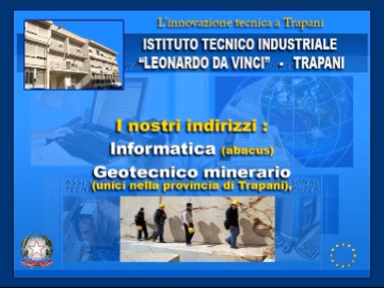 L'innovazione tecnica a Trapani
ISTITUTO TECNICO INDUSTRIALE
"LEONARDO DA VINCI" - TRAPANI
I nostri indirizzi :
Informatica (abacus)
Geotecnico minerario
(unici nella provincia di Trapani),